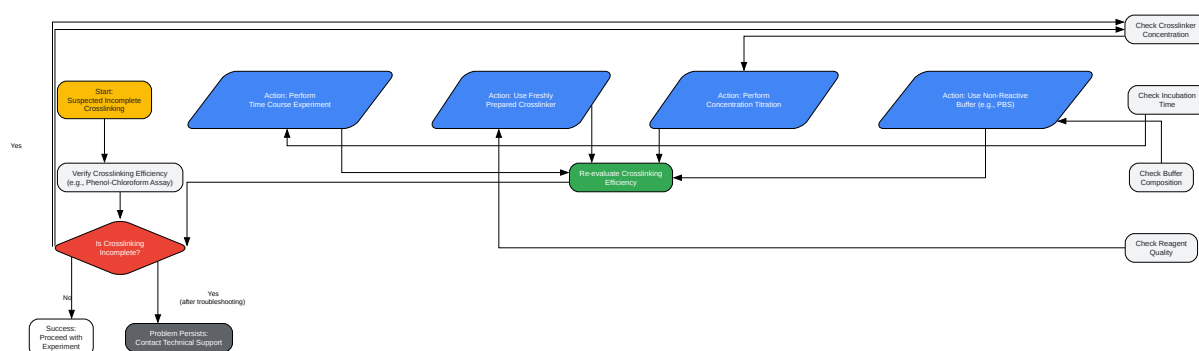 Check Crosslinker
Concentration
Start:
Suspected Incomplete
Crosslinking
Action: Perform
Time Course Experiment
Action: Use Freshly
Prepared Crosslinker
Action: Perform
Concentration Titration
Action: Use Non-Reactive
Buffer (e.g., PBS)
Check Incubation
Time
Yes
Verify Crosslinking Efficiency
(e.g., Phenol-Chloroform Assay)
Re-evaluate Crosslinking
Efficiency
Check Buffer
Composition
Is Crosslinking
Incomplete?
Check Reagent
Quality
No
Yes
(after troubleshooting)
Success:
Proceed with
Experiment
Problem Persists:
Contact Technical Support